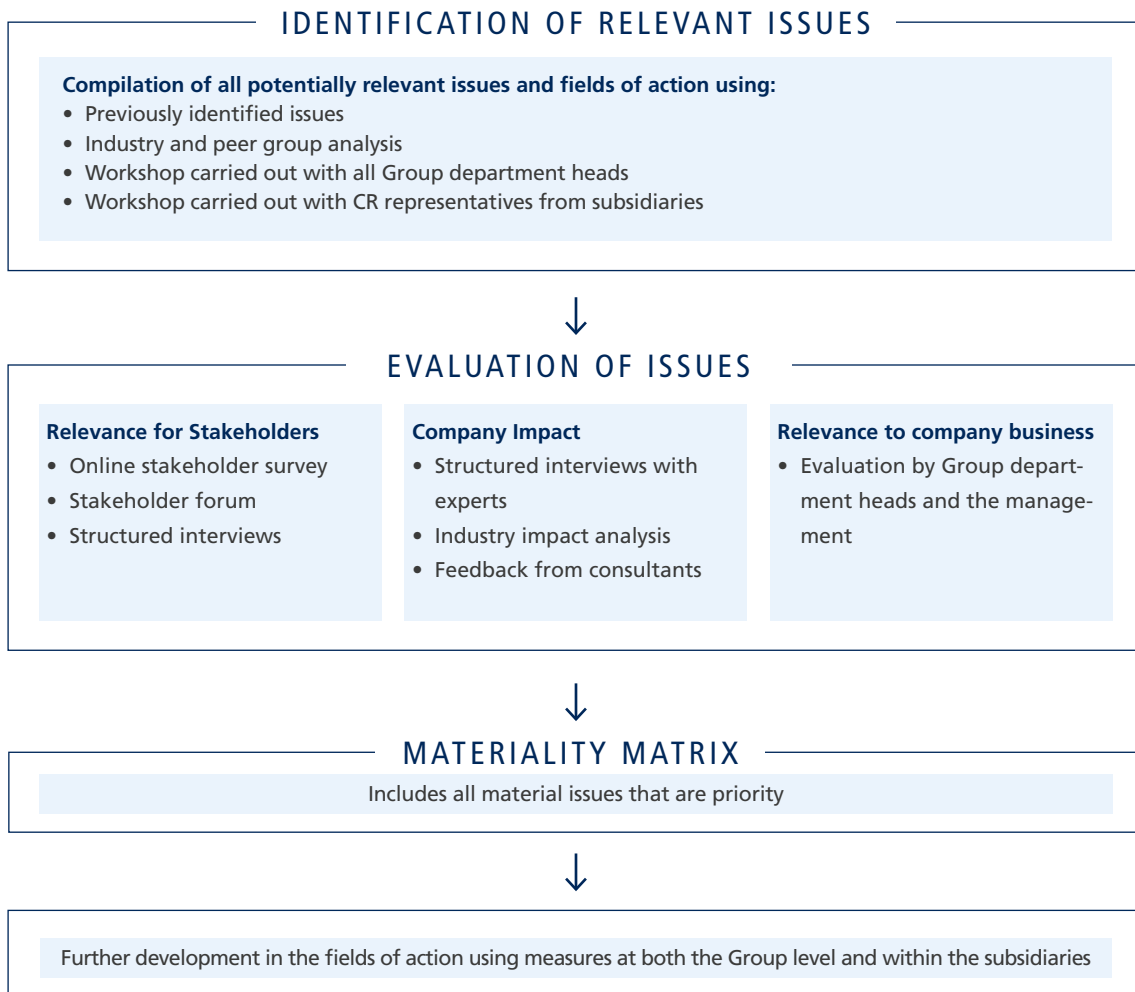 IDENTIFICATION OF RELEVANT ISSUES
Compilation of all potentially relevant issues and fields of action using:
• Previously identified issues
• Industry and peer group analysis
• Workshop carried out with all Group department heads
• Workshop carried out with CR representatives from subsidiaries
EVALUATION OF ISSUES
Relevance for Stakeholders
• Online stakeholder survey
• Stakeholder forum
• Structured interviews
Company Impact
• Structured interviews with
experts
• Industry impact analysis
• Feedback from consultants
Relevance to company business
• Evaluation by Group depart-
ment heads and the manage-
ment
MATERIALITY MATRIX
Includes all material issues that are priority
Further development in the fields of action using measures at both the Group level and within the subsidiaries